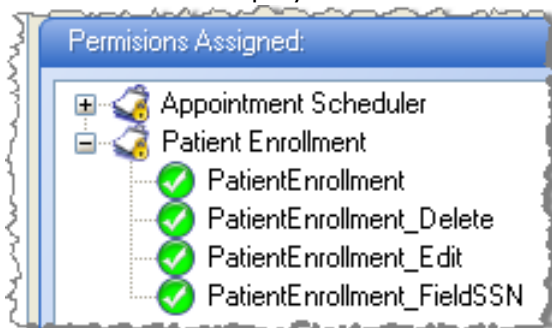 Permisions Assigned:
Appointment Scheduler
Patient Enrollment
PatientEnrollment
PatientEnrollment_Delete
PatientEnrollment_Edit
PatientEnrollment_FieldSSN